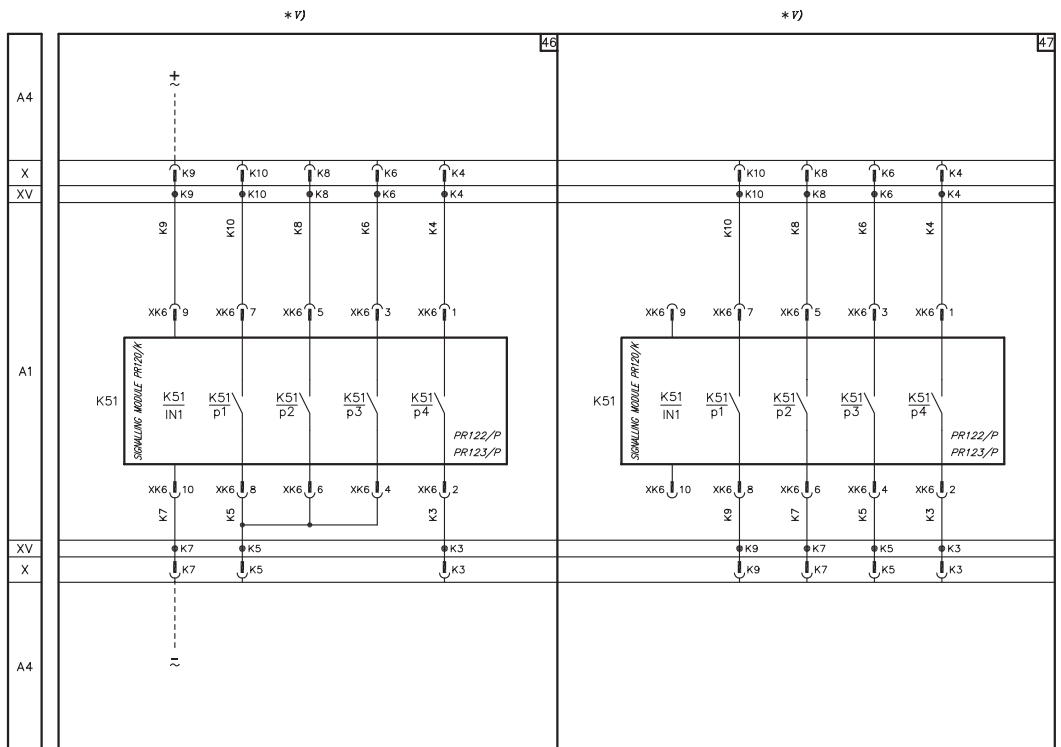 * V) * V)
46 47
A4
+
~
X K9 K10 K8 K6 K4 K10 K8 K6 K4
XV K9 K10 K8 K6 K4 K10 K8 K6 K4
K9 K10 K8 K6 K4 K10 K8 K6 K4
XK6 9 XK6 7 XK6 5 XK6 3 XK6 1 XK6 9 XK6 7 XK6 5 XK6 3 XK6 1
A1
SIGNALLING MODULE PR120/K SIGNALLING MODULE PR120/K
K51 K51 K51 K51 K51 K51 K51 K51 K51 K51 K51 K51
IN1 p1 p2 p3 p4 IN1 p1 p2 p3 p4
PR122/P PR122/P
PR123/P PR123/P
XK6 10 XK6 8 XK6 6 XK6 4 XK6 2 XK6 10 XK6 8 XK6 6 XK6 4 XK6 2
K7 K5 K3 K9 K7 K5 K3
XV K7 K5 K3 K9 K7 K5 K3
X K7 K5 K3 K9 K7 K5 K3
A4
-
~